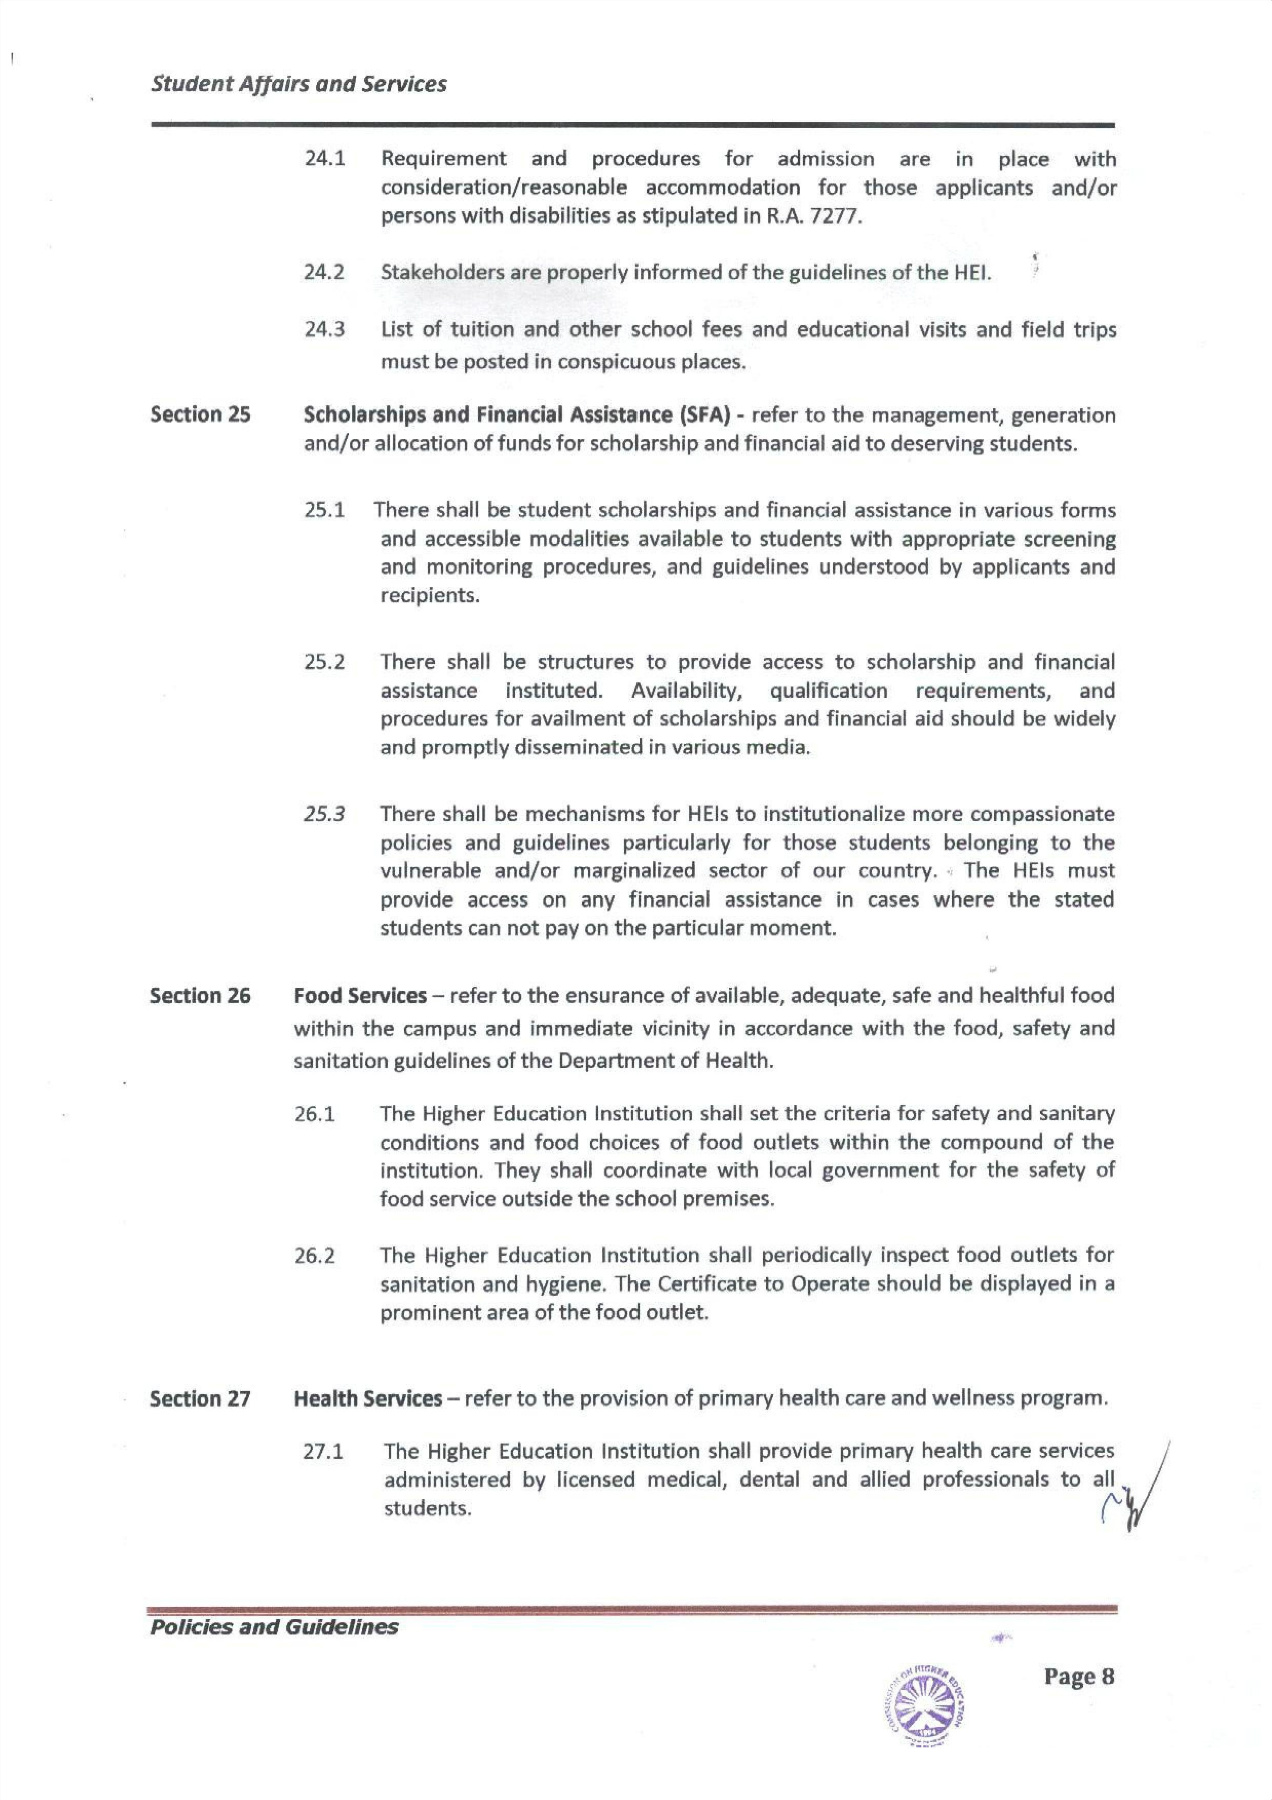 Student Affairs and Services
24.1 Requirement and procedures for admission are in place with
consideration/reasonable accommodation for those applicants and/or
persons with disabilities as stipulated in R.A. 7277.
24.2 Stakeholders are properly informed of the guidelines of the HEI.
24.3 List of tuition and other school fees and educational visits and field trips
must be posted in conspicuous places.
Section 25 Scholarships and Financial Assistance (SFA) - refer to the management, generation
and/or allocation of funds for scholarship and financial aid to deserving students.
25.1 There shall be student scholarships and financial assistance in various forms
and accessible modalities available to students with appropriate screening
and monitoring procedures, and guidelines understood by applicants and
recipients.
25.2 There shall be structures to provide access to scholarship and financial
assistance instituted. Availability, qualification requirements, and
procedures for availment of scholarships and financial aid should be widely
and promptly disseminated in various media.
25.3 There shall be mechanisms for HEIs to institutionalize more compassionate
policies and guidelines particularly for those students belonging to the
vulnerable and/or marginalized sector of our country. The HEIs must
provide access on any financial assistance in cases where the stated
students can not pay on the particular moment.
Section 26 Food Services – refer to the ensurance of available, adequate, safe and healthful food
within the campus and immediate vicinity in accordance with the food, safety and
sanitation guidelines of the Department of Health.
26.1 The Higher Education Institution shall set the criteria for safety and sanitary
conditions and food choices of food outlets within the compound of the
institution. They shall coordinate with local government for the safety of
food service outside the school premises.
26.2 The Higher Education Institution shall periodically inspect food outlets for
sanitation and hygiene. The Certificate to Operate should be displayed in a
prominent area of the food outlet.
Section 27 Health Services – refer to the provision of primary health care and wellness program.
27.1 The Higher Education Institution shall provide primary health care services
administered by licensed medical, dental and allied professionals to all
students.
Policies and Guidelines
COMMISSION ON HIGHER EDUCATION
Page 8